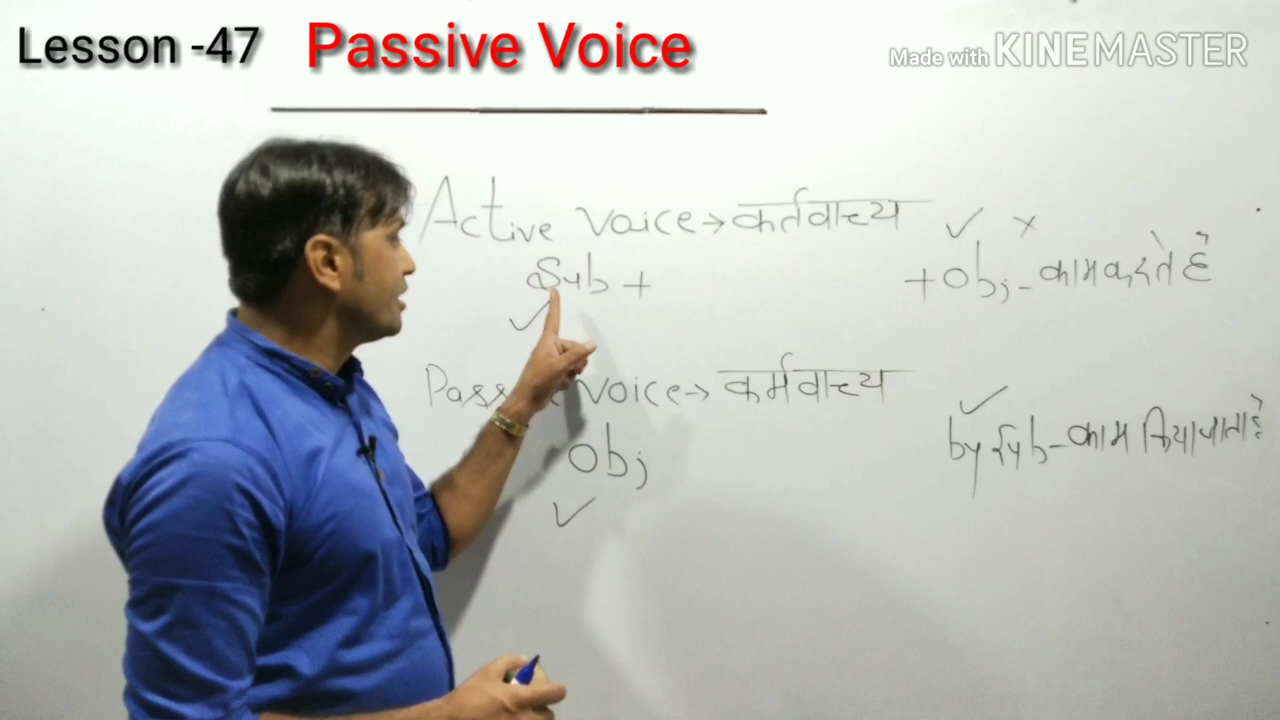 Lesson -47 Passive Voice
Made with KINEMASTER
Active voice → कर्तवाच्य ✓ ×
Sub + + obj - काम करते है
✓
Pass voice → कर्मवाच्य ✓
obj by sub - काम किया जाता है
✓